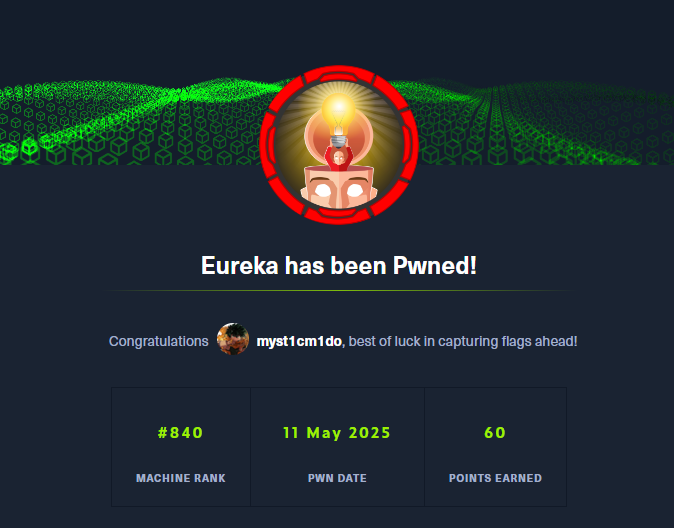 Eureka has been Pwned!
Congratulations myst1cm1do, best of luck in capturing flags ahead!
#840 11 May 2025 60
MACHINE RANK PWN DATE POINTS EARNED